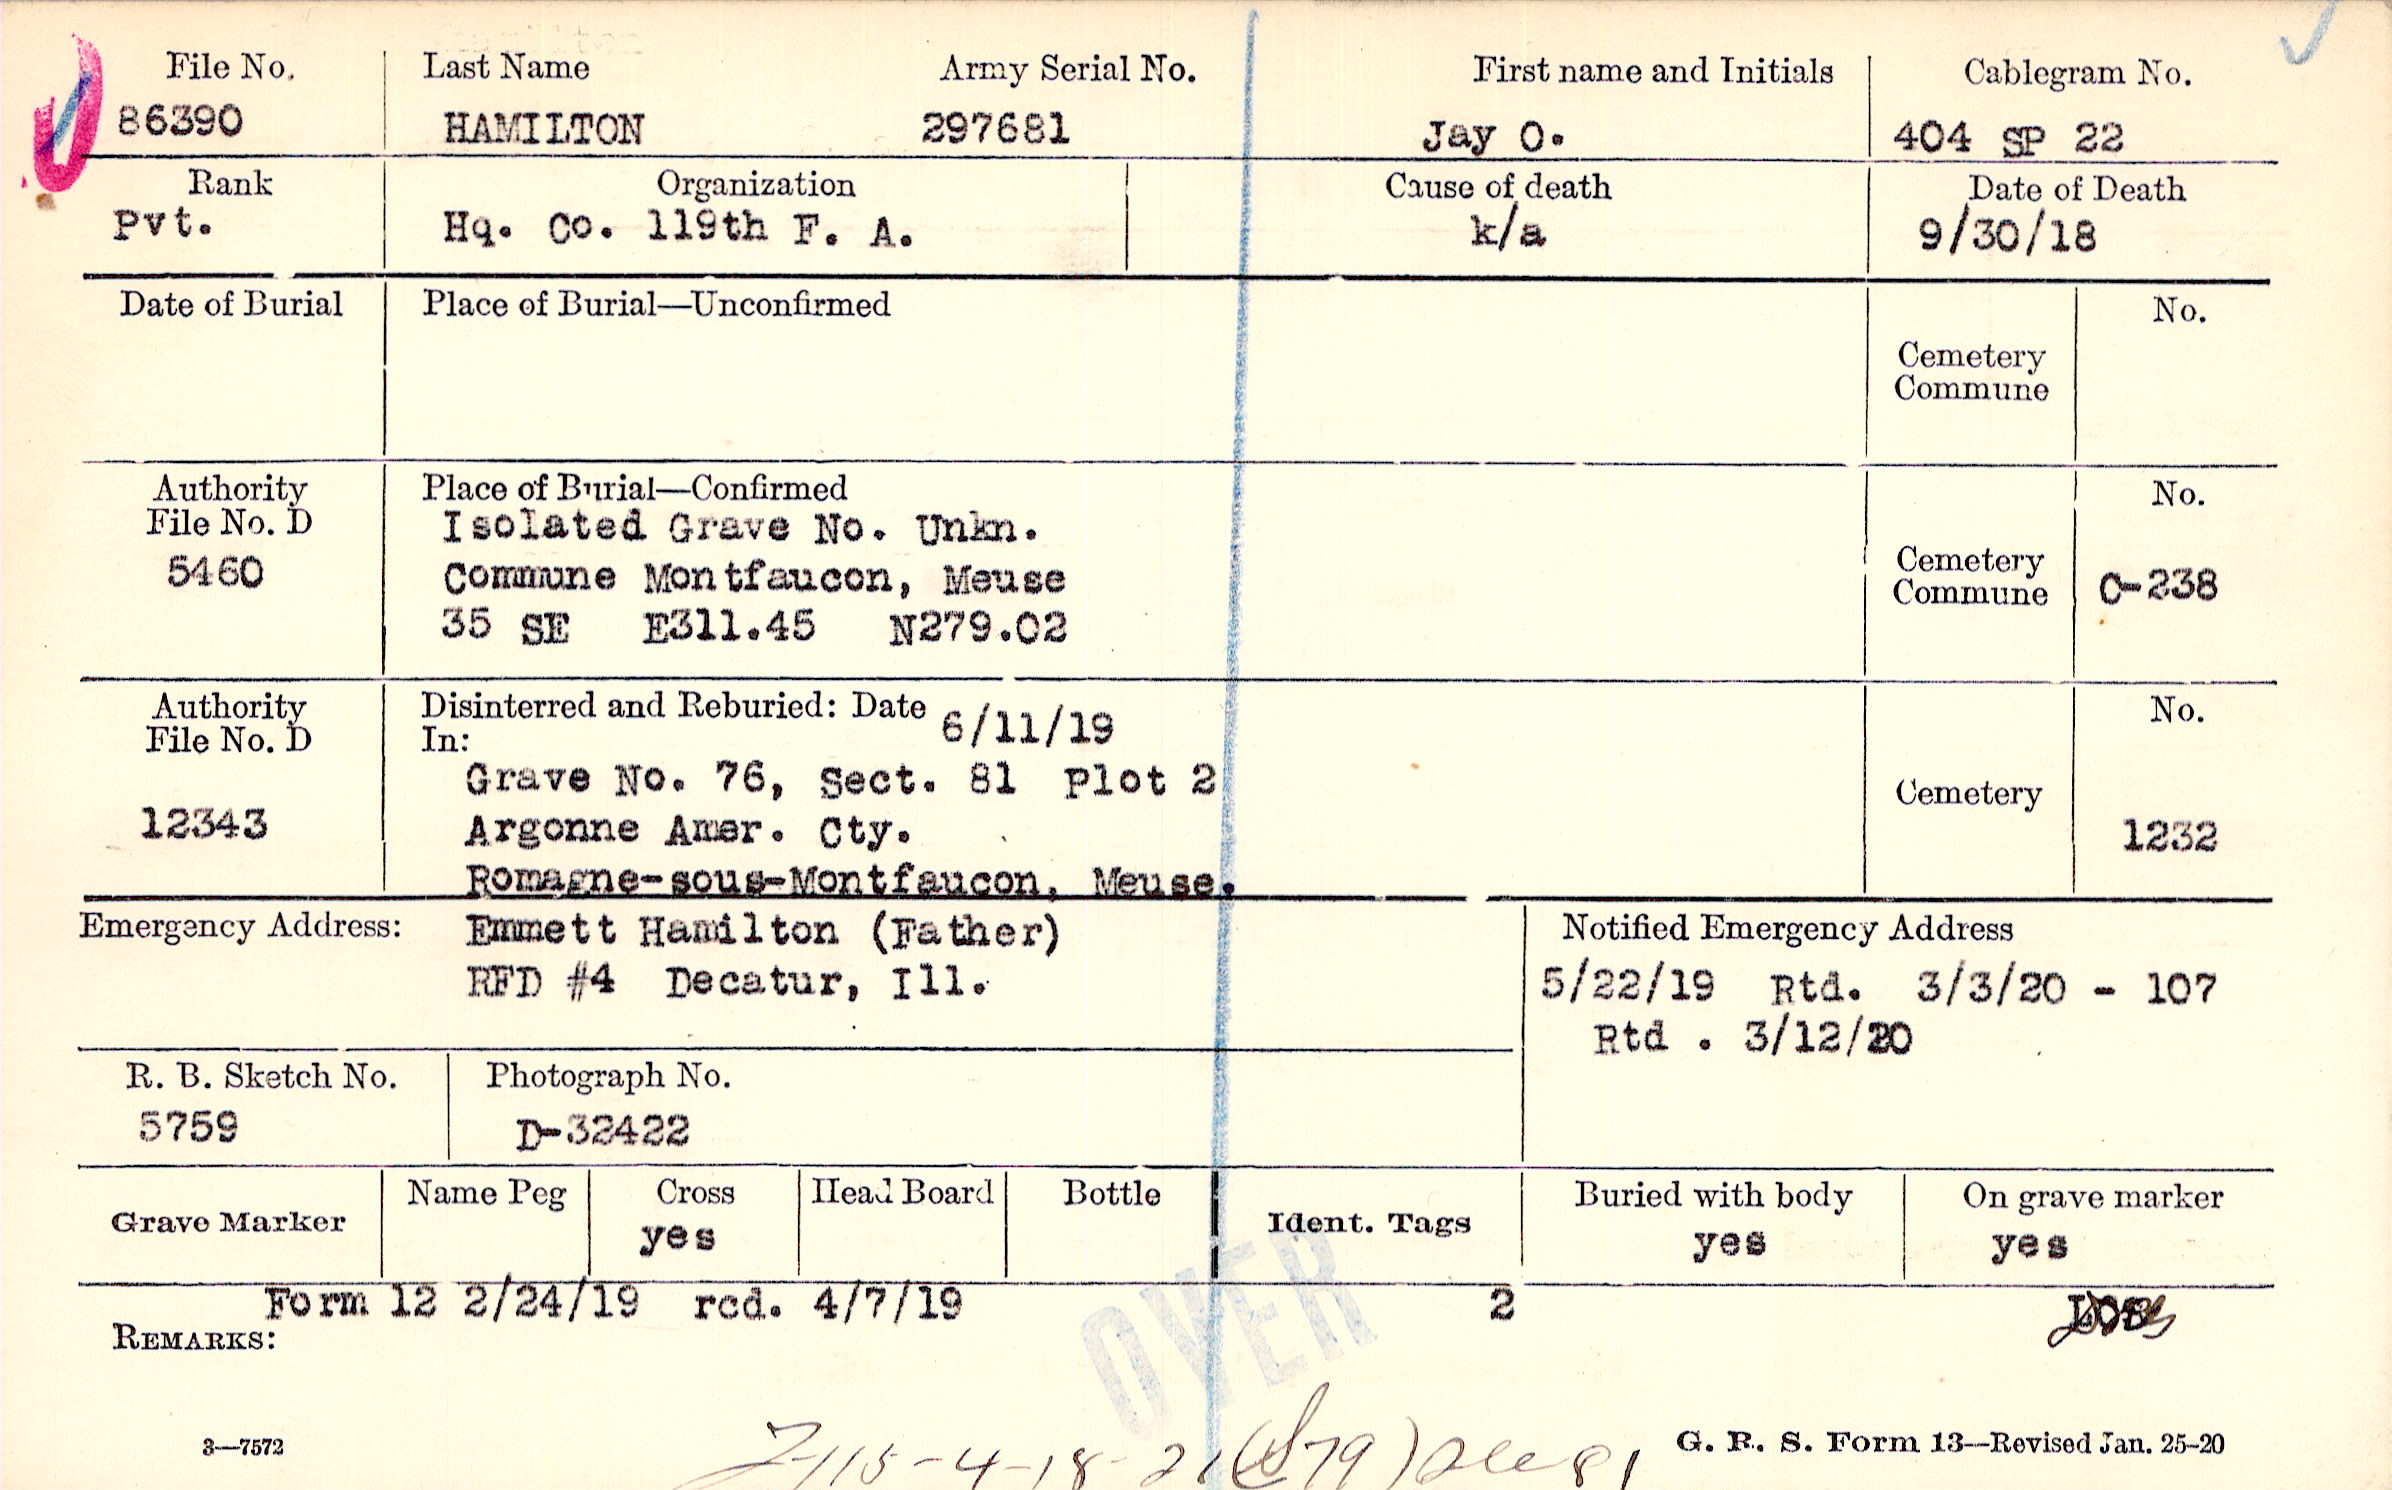 File No. Last Name Army Serial No. First name and Initials Cablegram No.
86390 HAMILTON 297681 Jay O. 404 SP 22
Rank Organization Cause of death Date of Death
Pvt. Hq. Co. 119th F. A. k/a 9/30/18
Date of Burial Place of Burial—Unconfirmed No.
Cemetery
Commune
Authority Place of Burial—Confirmed No.
File No. D Isolated Grave No. Unkn.
5460 Commune Montfaucon, Meuse Cemetery
Commune C-238
35 SE E311.45 N279.02
Authority Disinterred and Reburied: Date 6/11/19 No.
File No. D In:
Grave No. 76, Sect. 81 Plot 2 Cemetery
12343 Argonne Amer. Cty. 1232
Romagne-sous-Montfaucon, Meuse.
Emergency Address: Emmett Hamilton (Father) Notified Emergency Address
RFD #4 Decatur, Ill. 5/22/19 Rtd. 3/3/20 - 107
Rtd . 3/12/20
R. B. Sketch No. Photograph No.
5759 D-32422
Grave Marker Name Peg Cross Head Board Bottle Ident. Tags Buried with body On grave marker
yes yes yes
Form 12 2/24/19 rcd. 4/7/19 2
REMARKS:
OVER
3—7572 G. R. S. Form 13—Revised Jan. 25-20